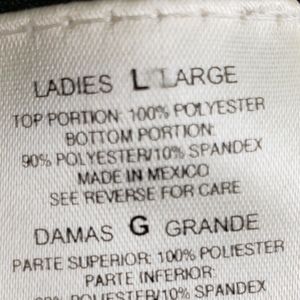 LADIES L LARGE
TOP PORTION: 100% POLYESTER
BOTTOM PORTION:
90% POLYESTER/10% SPANDEX
MADE IN MEXICO
SEE REVERSE FOR CARE
DAMAS G GRANDE
PARTE SUPERIOR: 100% POLIESTER
PARTE INFERIOR:
90% POLIESTER/10% SPANDEX